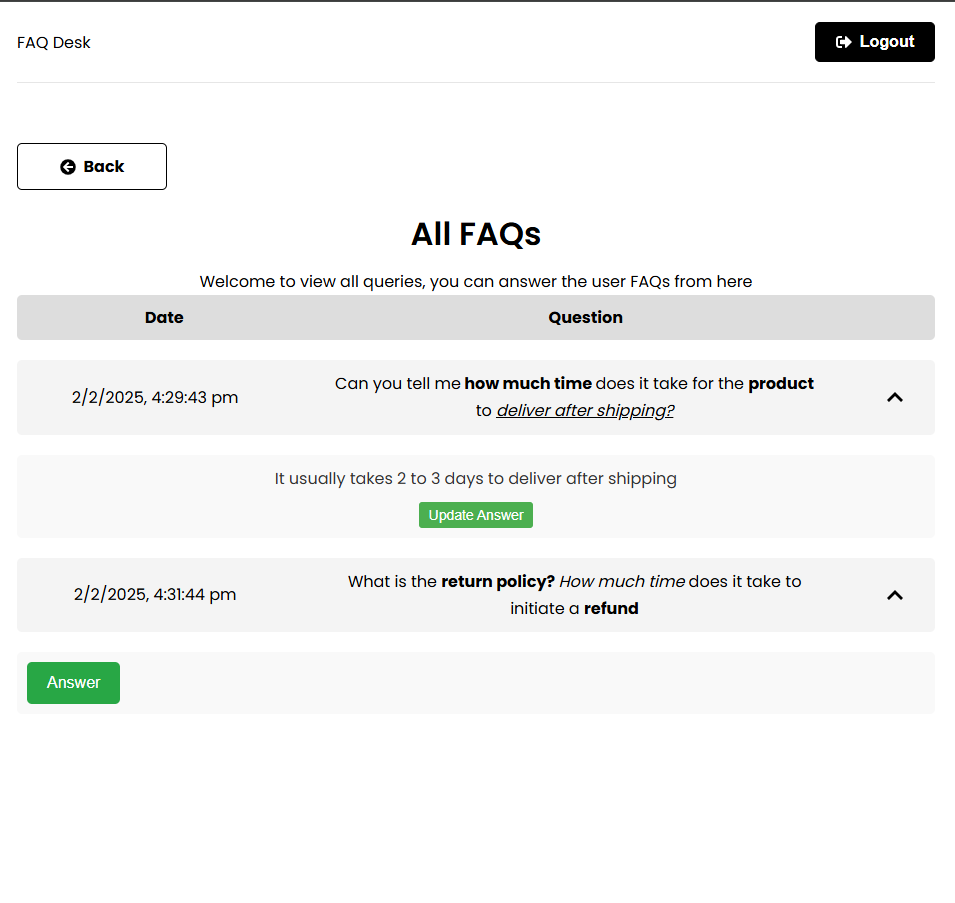 FAQ Desk
Logout
Back
All FAQs
Welcome to view all queries, you can answer the user FAQs from here
Date Question
2/2/2025, 4:29:43 pm
Can you tell me how much time does it take for the product
to deliver after shipping?
It usually takes 2 to 3 days to deliver after shipping
Update Answer
2/2/2025, 4:31:44 pm
What is the return policy? How much time does it take to
initiate a refund
Answer